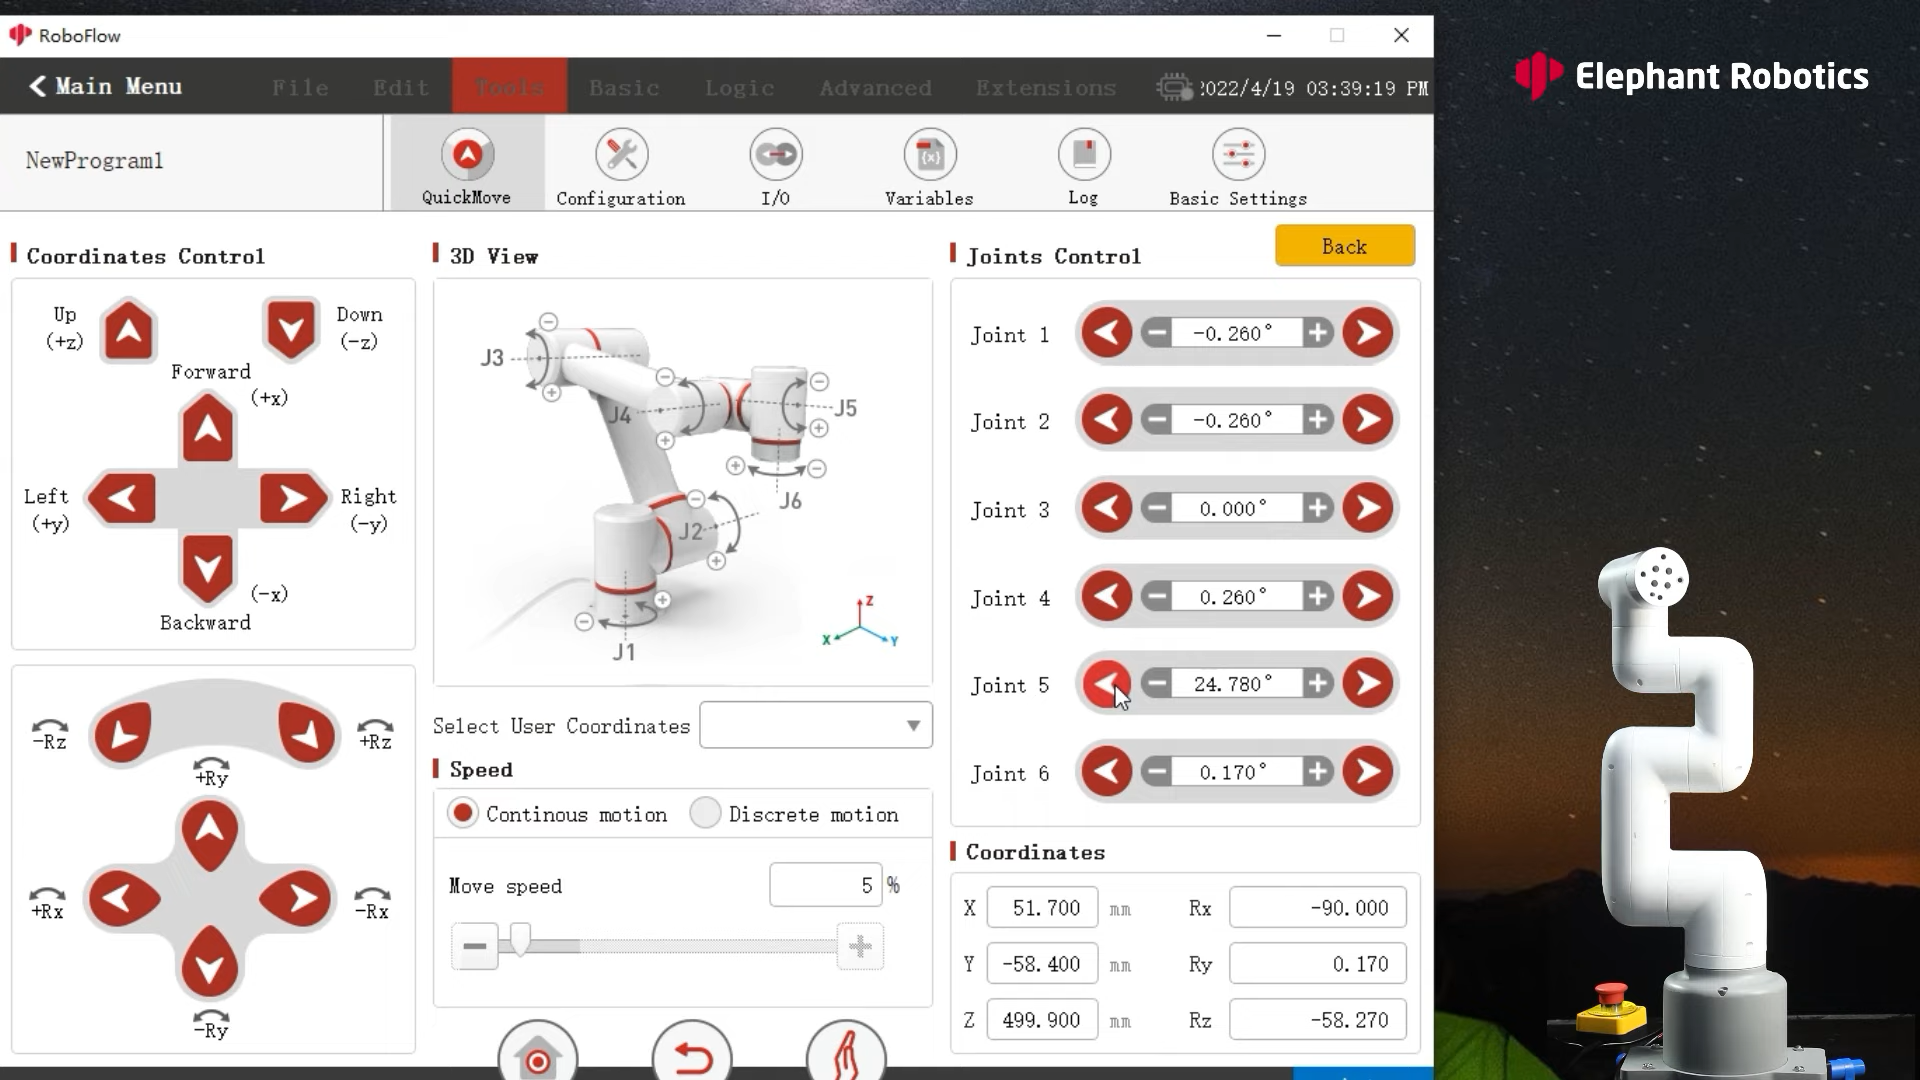 RoboFlow
Elephant Robotics
Main Menu
File
Edit
Tools
Basic
Logic
Advanced
Extensions
2022/4/19 03:39:19 PM
NewProgram1
QuickMove
Configuration
I/O
Variables
Log
Basic Settings
Coordinates Control
Up
(+z)
Down
(-z)
Forward
(+x)
Left
(+y)
Right
(-y)
(-x)
Backward
-Rz
+Rz
+Ry
+Rx
-Rx
-Ry
3D View
J3
J4
J5
J6
J2
J1
Z
X
Y
Select User Coordinates
Speed
Continous motion
Discrete motion
Move speed
5 %
Joints Control
Back
Joint 1 -0.260°
Joint 2 -0.260°
Joint 3 0.000°
Joint 4 0.260°
Joint 5 24.780°
Joint 6 0.170°
Coordinates
X 51.700 mm Rx -90.000
Y -58.400 mm Ry 0.170
Z 499.900 mm Rz -58.270